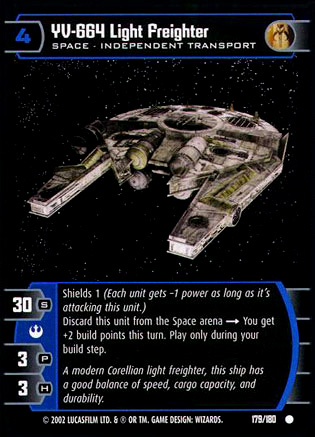 4 YV-664 Light Freighter
SPACE - INDEPENDENT TRANSPORT
Shields 1 (Each unit gets -1 power as long as it's
attacking this unit.)
30 S
Discard this unit from the Space arena → You get
+2 build points this turn. Play only during your
build step.
3 P
A modern Corellian light freighter, this ship has
3 H
a good balance of speed, cargo capacity, and
durability.
© 2002 LUCASFILM LTD. & ® OR TM. GAME DESIGN: WIZARDS. 179/180